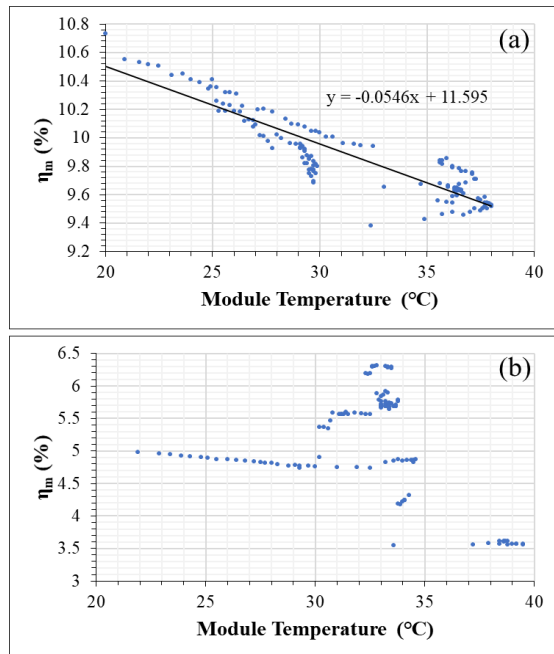 (a)
10.8
10.6
10.4
10.2
10
9.8
9.6
9.4
9.2
ηm (%)
y = -0.0546x + 11.595
20 25 30 35 40
Module Temperature (°C)
(b)
6.5
6
5.5
5
4.5
4
3.5
3
ηm (%)
20 25 30 35 40
Module Temperature (°C)